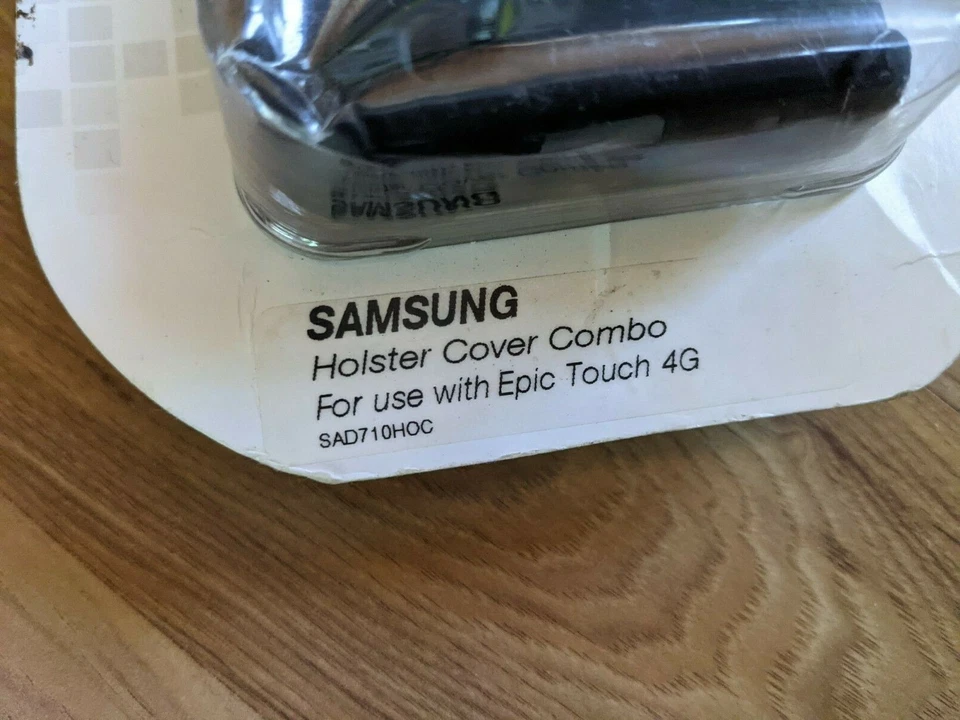 SAMSUNG
Holster Cover Combo
For use with Epic Touch 4G
SAD710HOC